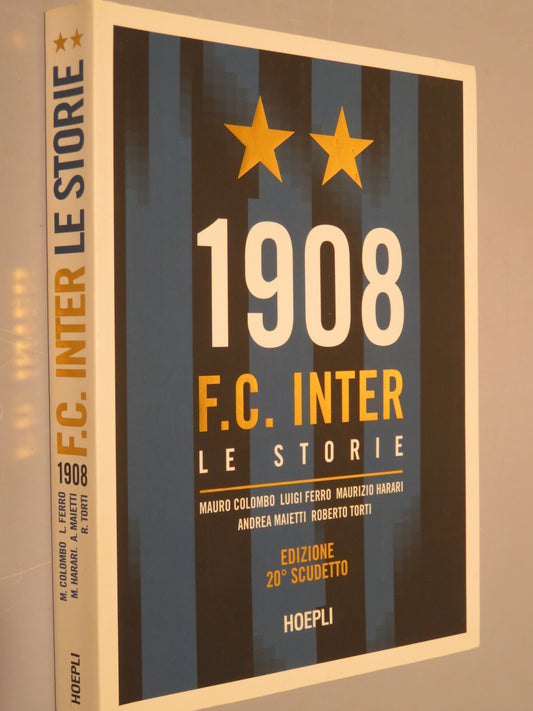 1908
F.C. INTER
LE STORIE
MAURO COLOMBO LUIGI FERRO MAURIZIO HARARI
ANDREA MAIETTI ROBERTO TORTI
EDIZIONE
20° SCUDETTO
HOEPLI
M. COLOMBO L. FERRO
M. HARARI. A. MAIETTI
R. TORTI
1908 F.C. INTER LE STORIE
HOEPLI